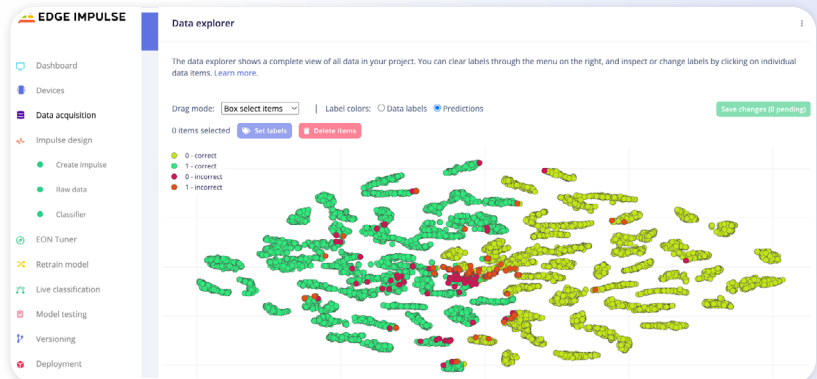 EDGE IMPULSE
Dashboard
Devices
Data acquisition
Impulse design
Create impulse
Raw data
Classifier
EON Tuner
Retrain model
Live classification
Model testing
Versioning
Deployment
Data explorer
The data explorer shows a complete view of all data in your project. You can clear labels through the menu on the right, and inspect or change labels by clicking on individual
data items. Learn more.
Drag mode: Box select items | Label colors: Data labels Predictions
Save changes (0 pending)
0 items selected Set labels Delete items
0 - correct
1 - correct
0 - incorrect
1 - incorrect